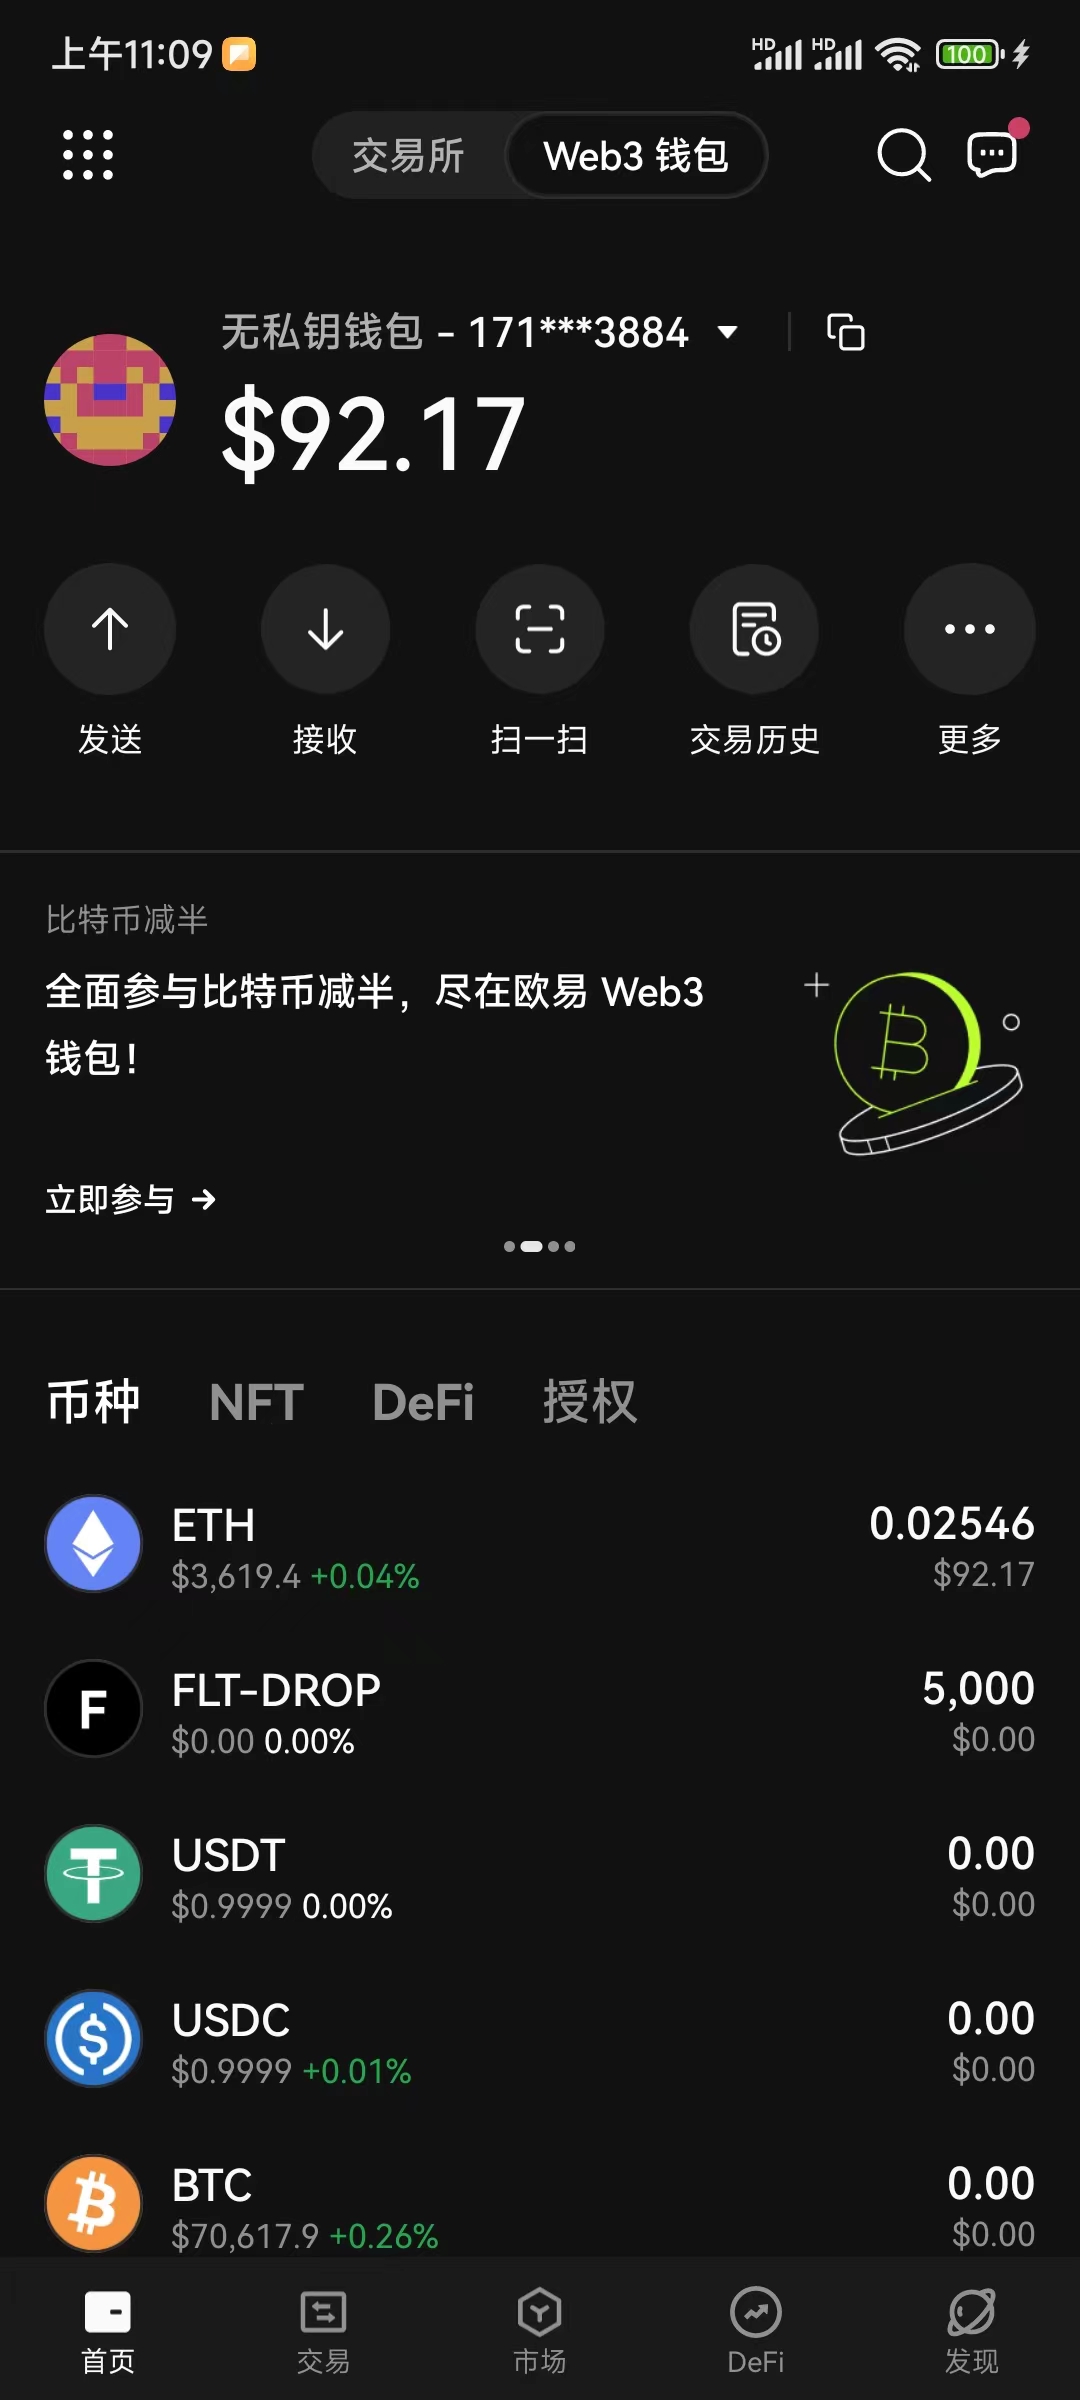 上午11:09
HD HD 100
交易所 Web3 钱包
无私钥钱包 - 171***3884
$92.17
发送 接收 扫一扫 交易历史 更多
比特币减半
全面参与比特币减半，尽在欧易 Web3
钱包！
立即参与 →
币种 NFT DeFi 授权
ETH 0.02546
$3,619.4 +0.04% $92.17
F
FLT-DROP 5,000
$0.00 0.00% $0.00
USDT 0.00
$0.9999 0.00% $0.00
USDC 0.00
$0.9999 +0.01% $0.00
BTC 0.00
$70,617.9 +0.26% $0.00
首页 交易 市场 DeFi 发现